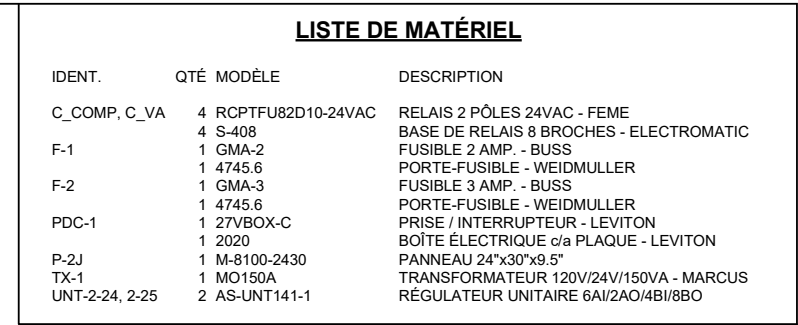 LISTE DE MATÉRIEL
IDENT. QTÉ MODÈLE DESCRIPTION
C_COMP, C_VA 4 RCPTFU82D10-24VAC RELAIS 2 PÔLES 24VAC - FEME
4 S-408 BASE DE RELAIS 8 BROCHES - ELECTROMATIC
F-1 1 GMA-2 FUSIBLE 2 AMP. - BUSS
1 4745.6 PORTE-FUSIBLE - WEIDMULLER
F-2 1 GMA-3 FUSIBLE 3 AMP. - BUSS
1 4745.6 PORTE-FUSIBLE - WEIDMULLER
PDC-1 1 27VBOX-C PRISE / INTERRUPTEUR - LEVITON
1 2020 BOÎTE ÉLECTRIQUE c/a PLAQUE - LEVITON
P-2J 1 M-8100-2430 PANNEAU 24"x30"x9.5"
TX-1 1 MO150A TRANSFORMATEUR 120V/24V/150VA - MARCUS
UNT-2-24, 2-25 2 AS-UNT141-1 RÉGULATEUR UNITAIRE 6AI/2AO/4BI/8BO